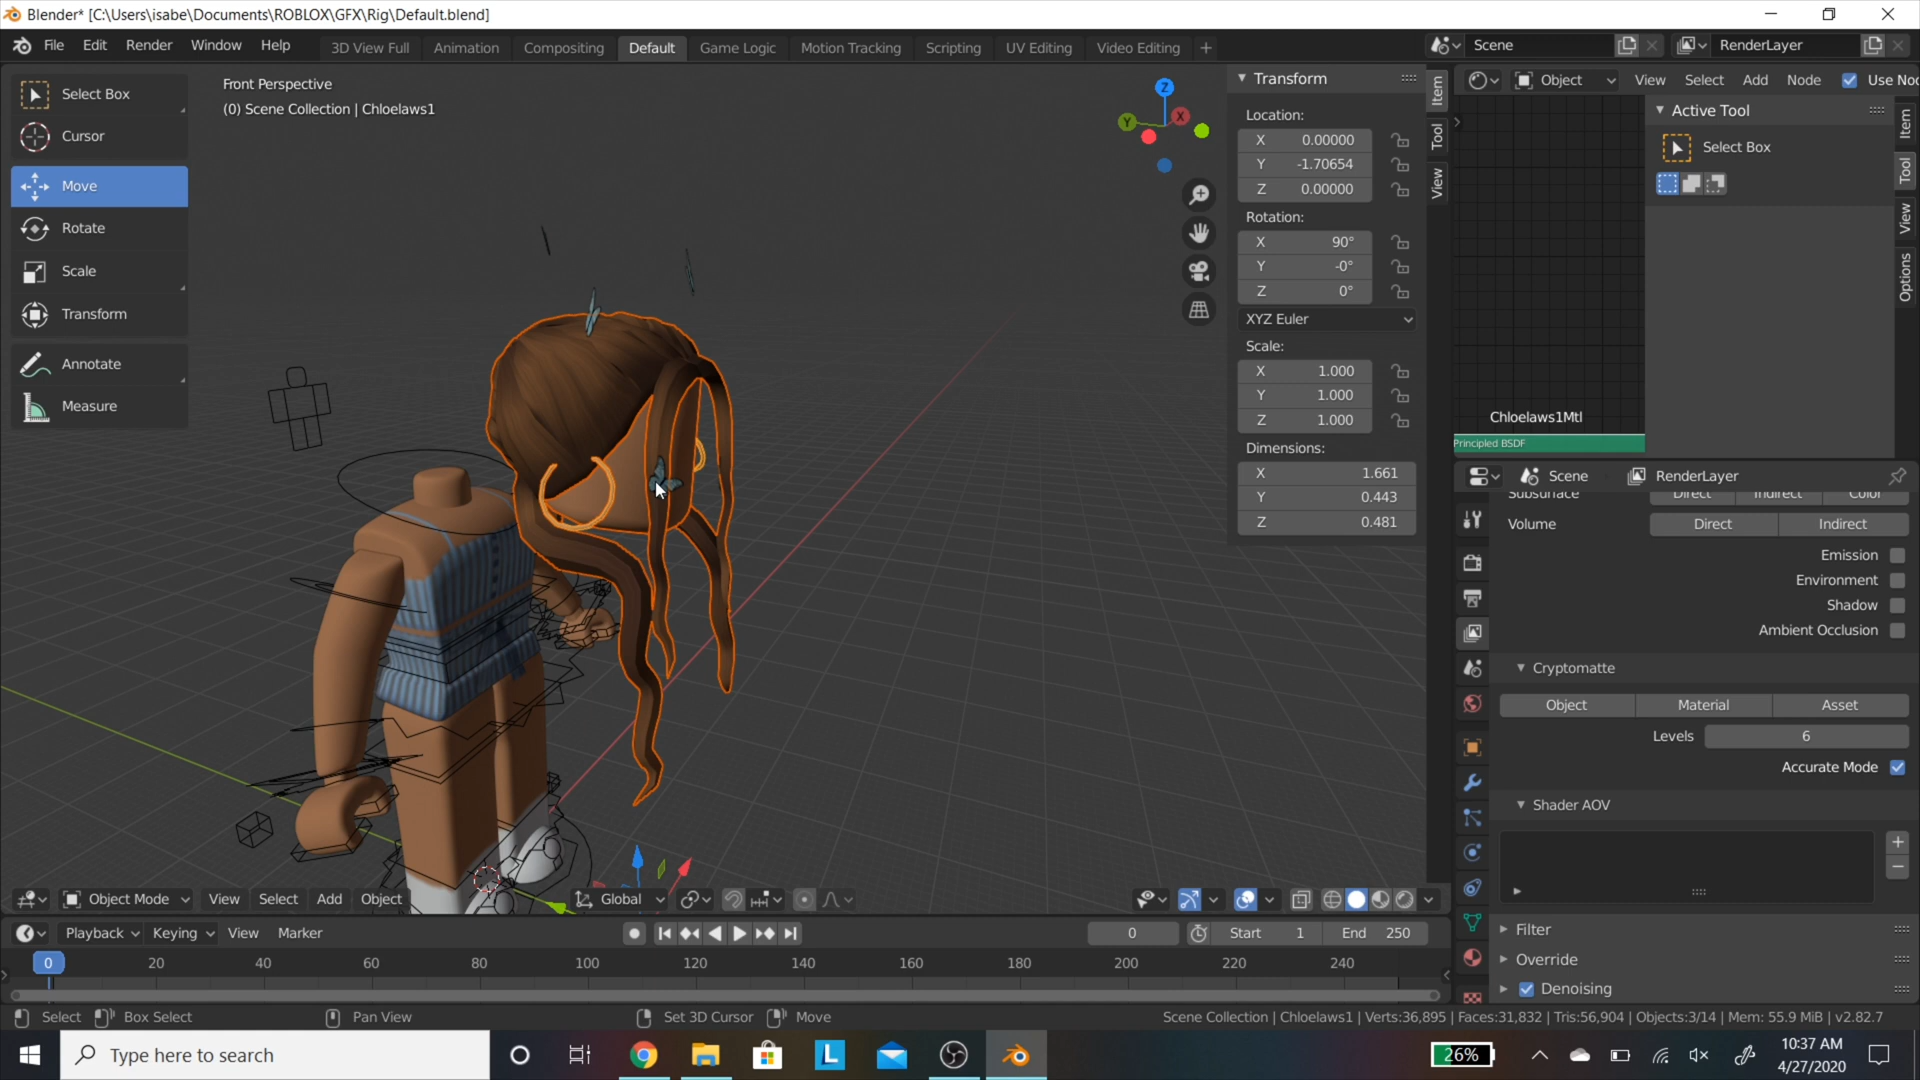 Blender* [C:\Users\isabe\Documents\ROBLOX\GFX\Rig\Default.blend]
File Edit Render Window Help 3D View Full Animation Compositing Default Game Logic Motion Tracking Scripting UV Editing Video Editing + Scene RenderLayer
Select Box
Cursor
Move
Rotate
Scale
Transform
Annotate
Measure
Front Perspective
(0) Scene Collection | Chloelaws1
Z
X
Y
Transform
Location:
X 0.00000
Y -1.70654
Z 0.00000
Rotation:
X 90°
Y -0°
Z 0°
XYZ Euler
Scale:
X 1.000
Y 1.000
Z 1.000
Dimensions:
X 1.661
Y 0.443
Z 0.481
Item
Tool
View
Object View Select Add Node Use Noc
Active Tool
Select Box
Item
Tool
View
Options
Chloelaws1Mtl
Principled BSDF
Scene RenderLayer
Subsurface Direct Indirect Color
Volume Direct Indirect
Emission
Environment
Shadow
Ambient Occlusion
Cryptomatte
Object Material Asset
Levels 6
Accurate Mode
Shader AOV
Filter
Override
Denoising
Object Mode View Select Add Object Global
Playback Keying View Marker 0 Start 1 End 250
0 20 40 60 80 100 120 140 160 180 200 220 240
Select Box Select Pan View Set 3D Cursor Move Scene Collection | Chloelaws1 | Verts:36,895 | Faces:31,832 | Tris:56,904 | Objects:3/14 | Mem: 55.9 MiB | v2.82.7
Type here to search L 26% 10:37 AM
4/27/2020